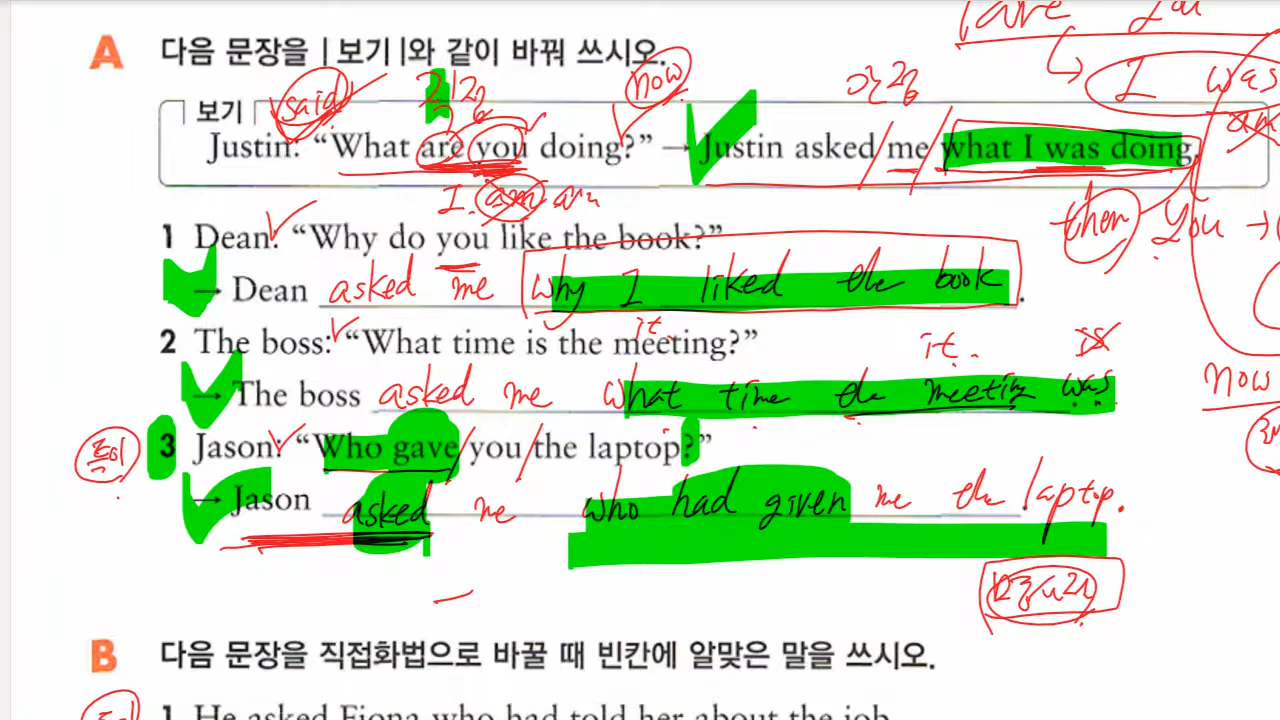 I was
A 다음 문장을 | 보기 |와 같이 바꿔 쓰시오.
said now
보기
Justin: “What are you doing?” → Justin asked me what I was doing.
I. am are
then you
1 Dean: “Why do you like the book?”
→ Dean asked me why I liked the book.
it it. is
2 The boss: “What time is the meeting?”
→ The boss asked me what time the meeting was
now
3 Jason: “Who gave you the laptop?”
→ Jason asked me who had given me the laptop.
B 다음 문장을 직접화법으로 바꿀 때 빈칸에 알맞은 말을 쓰시오.
1 He asked Fiona who had told her about the job.